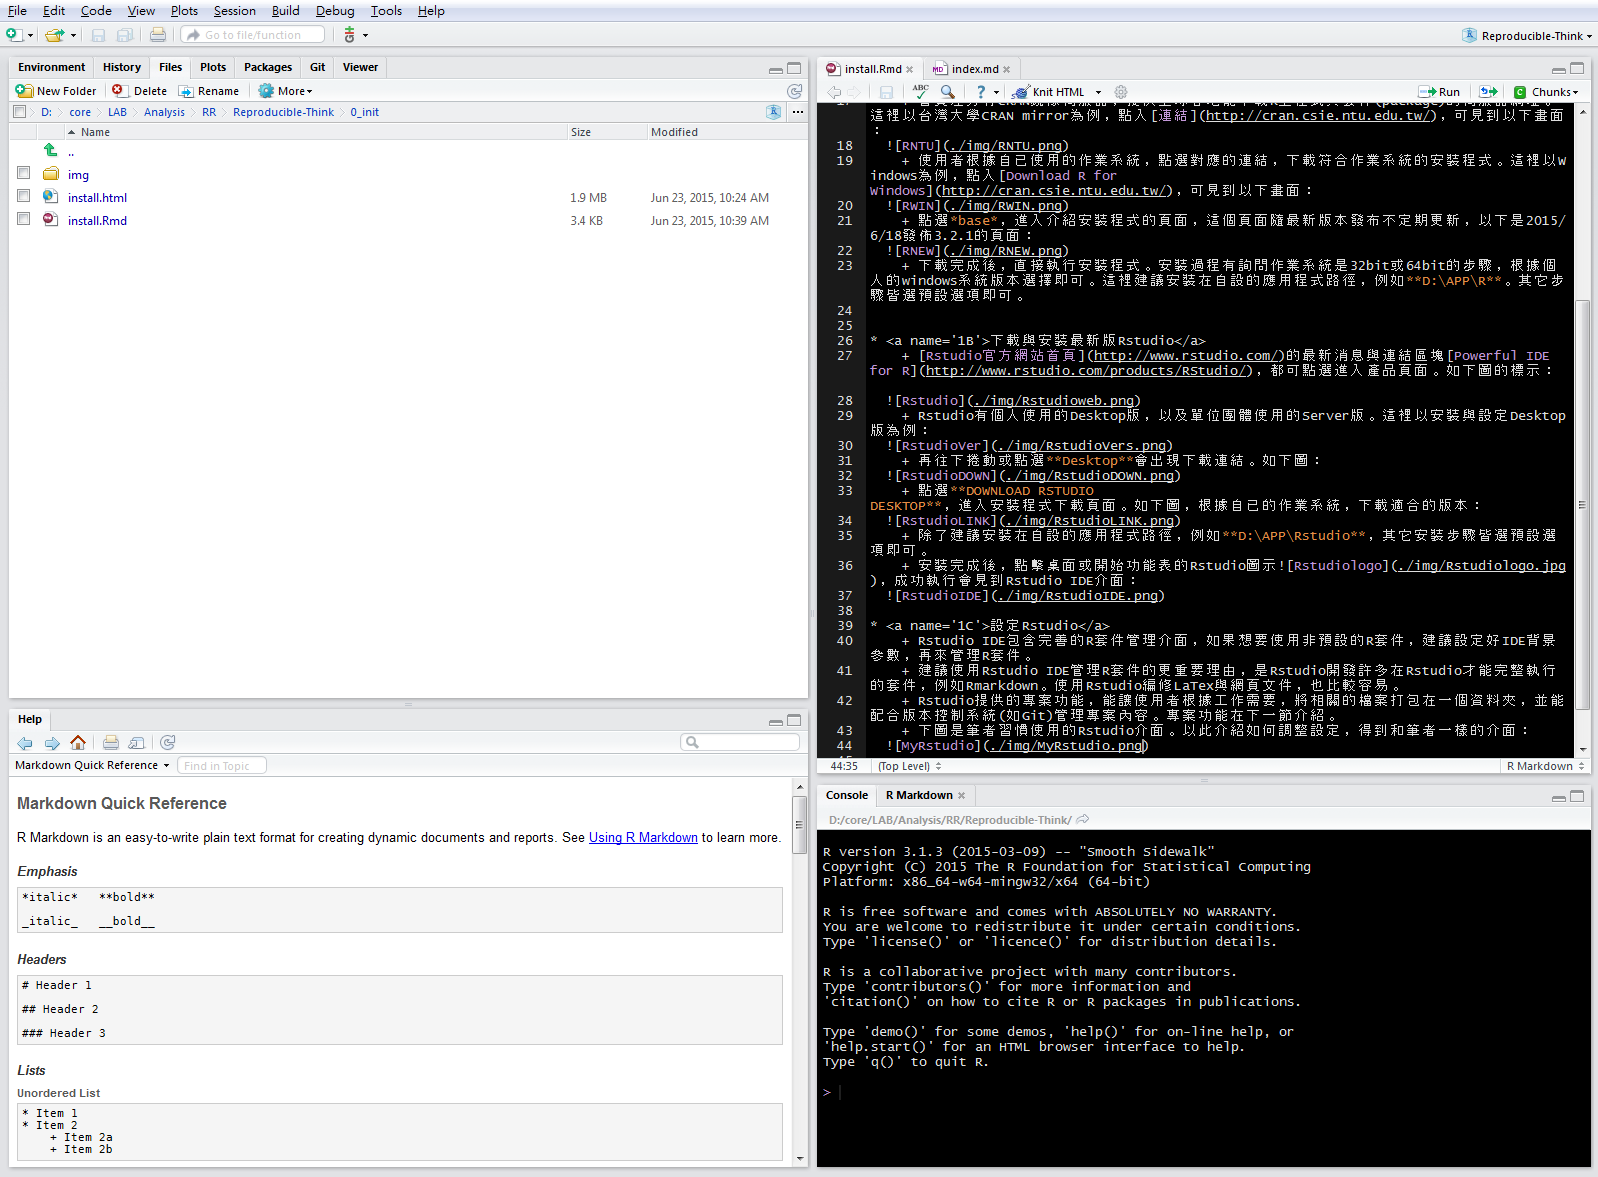 File Edit Code View Plots Session Build Debug Tools Help
Go to file/function
Reproducible-Think
Environment History Files Plots Packages Git Viewer
New Folder Delete Rename More
D: core LAB Analysis RR Reproducible-Think 0_init
Name Size Modified
..
img
install.html 1.9 MB Jun 23, 2015, 10:24 AM
install.Rmd 3.4 KB Jun 23, 2015, 10:39 AM
Help
Markdown Quick Reference Find in Topic
Markdown Quick Reference
R Markdown is an easy-to-write plain text format for creating dynamic documents and reports. See Using R Markdown to learn more.
Emphasis
*italic* **bold**
_italic_ __bold__
Headers
# Header 1
## Header 2
### Header 3
Lists
Unordered List
* Item 1
* Item 2
+ Item 2a
+ Item 2b
install.Rmd index.md
ABC ? Knit HTML Run Chunks
這裡以台灣大學CRAN mirror為例，點入[連結](http://cran.csie.ntu.edu.tw/)，可見到以下畫面
：
18 ![RNTU](./img/RNTU.png)
19 + 使用者根據自已使用的作業系統，點選對應的連結，下載符合作業系統的安裝程式。這裡以W
indows為例，點入[Download R for
Windows](http://cran.csie.ntu.edu.tw/)，可見到以下畫面：
20 ![RWIN](./img/RWIN.png)
21 + 點選*base*，進入介紹安裝程式的頁面，這個頁面隨最新版本發布不定期更新，以下是2015/
6/18發佈3.2.1的頁面：
22 ![RNEW](./img/RNEW.png)
23 + 下載完成後，直接執行安裝程式。安裝過程有詢問作業系統是32bit或64bit的步驟，根據個
人的windows系統版本選擇即可。這裡建議安裝在自設的應用程式路徑，例如**D:\APP\R**。其它步
驟皆選預設選項即可。
24
25
26 * <a name='1B'>下載與安裝最新版Rstudio</a>
27 + [Rstudio官方網站首頁](http://www.rstudio.com/)的最新消息與連結區塊[Powerful IDE
for R](http://www.rstudio.com/products/RStudio/)，都可點選進入產品頁面。如下圖的標示：
28 ![Rstudio](./img/Rstudioweb.png)
29 + Rstudio有個人使用的Desktop版，以及單位團體使用的Server版。這裡以安裝與設定Desktop
版為例：
30 ![RstudioVer](./img/RstudioVers.png)
31 + 再往下捲動或點選**Desktop**會出現下載連結。如下圖：
32 ![RstudioDOWN](./img/RstudioDOWN.png)
33 + 點選**DOWNLOAD RSTUDIO
DESKTOP**，進入安裝程式下載頁面。如下圖，根據自己的作業系統，下載適合的版本：
34 ![RstudioLINK](./img/RstudioLINK.png)
35 + 除了建議安裝在自設的應用程式路徑，例如**D:\APP\Rstudio**，其它安裝步驟皆選預設選
項即可。
36 + 安裝完成後，點擊桌面或開始功能表的Rstudio圖示![Rstudiologo](./img/Rstudiologo.jpg
)，成功執行會見到Rstudio IDE介面：
37 ![RstudioIDE](./img/RstudioIDE.png)
38
39 * <a name='1C'>設定Rstudio</a>
40 + Rstudio IDE包含完善的R套件管理介面，如果想要使用非預設的R套件，建議設定好IDE背景
參數，再來管理R套件。
41 + 建議使用Rstudio IDE管理R套件的更重要理由，是Rstudio開發許多在Rstudio才能完整執行
的套件，例如Rmarkdown。使用Rstudio編修LaTex與網頁文件，也比較容易。
42 + Rstudio提供的專案功能，能讓使用者根據工作需要，將相關的檔案打包在一個資料夾，並能
配合版本控制系統(如Git)管理專案內容。專案功能在下一節介紹。
43 + 下圖是筆者習慣使用的Rstudio介面。以此介紹如何調整設定，得到和筆者一樣的介面：
44 ![MyRstudio](./img/MyRstudio.png)
44:35 (Top Level) R Markdown
Console R Markdown
D:/core/LAB/Analysis/RR/Reproducible-Think/
R version 3.1.3 (2015-03-09) -- "Smooth Sidewalk"
Copyright (C) 2015 The R Foundation for Statistical Computing
Platform: x86_64-w64-mingw32/x64 (64-bit)
R is free software and comes with ABSOLUTELY NO WARRANTY.
You are welcome to redistribute it under certain conditions.
Type 'license()' or 'licence()' for distribution details.
R is a collaborative project with many contributors.
Type 'contributors()' for more information and
'citation()' on how to cite R or R packages in publications.
Type 'demo()' for some demos, 'help()' for on-line help, or
'help.start()' for an HTML browser interface to help.
Type 'q()' to quit R.
>